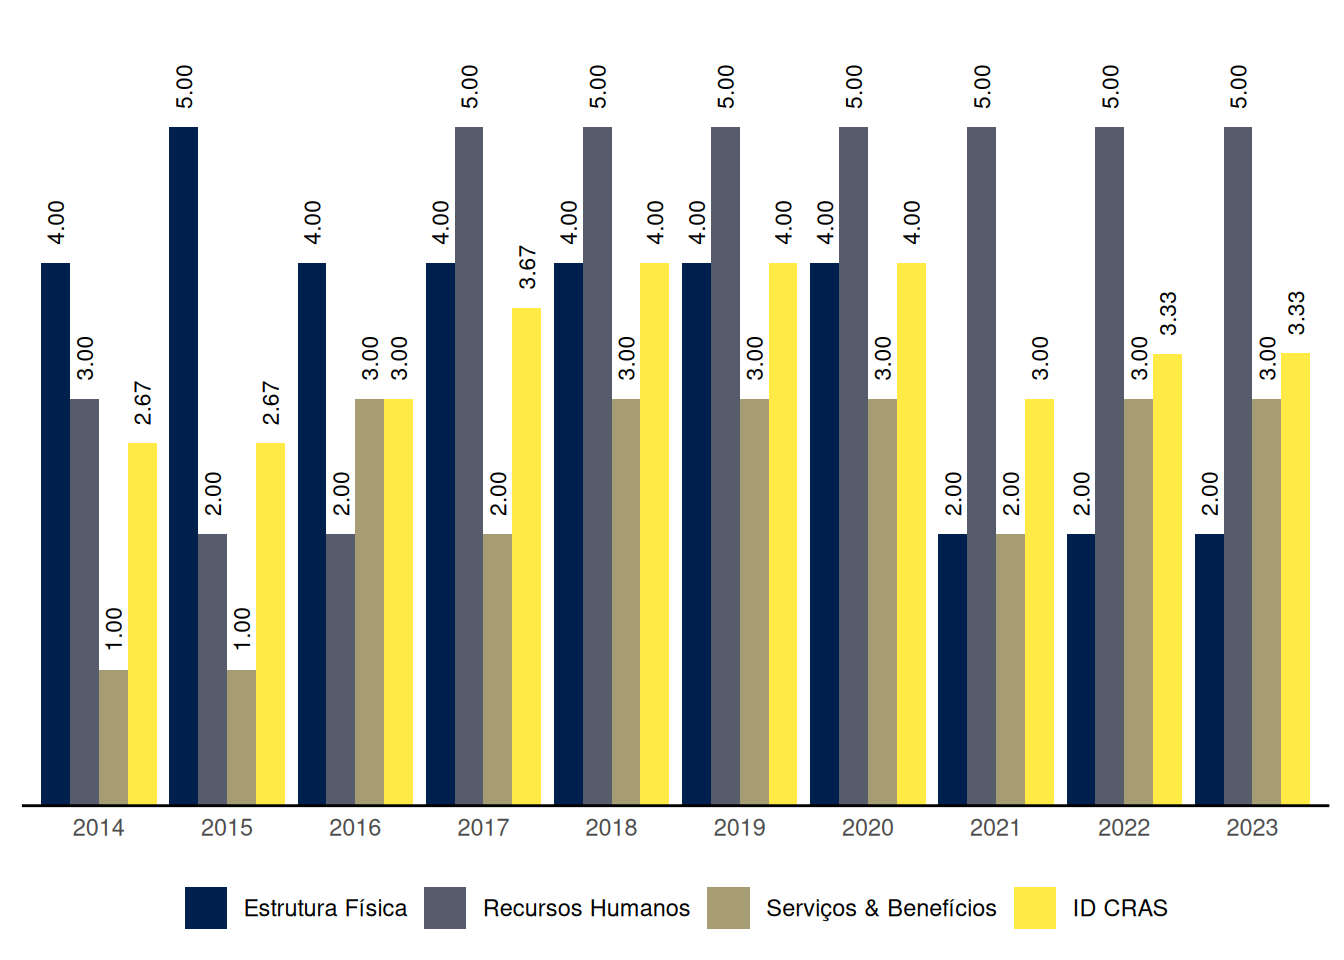 5.00 5.00 5.00 5.00 5.00 5.00 5.00 5.00
4.00 4.00 4.00 4.00 4.00 4.00 4.00 4.00 4.00
3.67
3.33 3.33
3.00 3.00 3.00 3.00 3.00 3.00 3.00 3.00 3.00
2.67 2.67
2.00 2.00 2.00 2.00 2.00 2.00 2.00
1.00 1.00
2014 2015 2016 2017 2018 2019 2020 2021 2022 2023
Estrutura Física Recursos Humanos Serviços & Benefícios ID CRAS